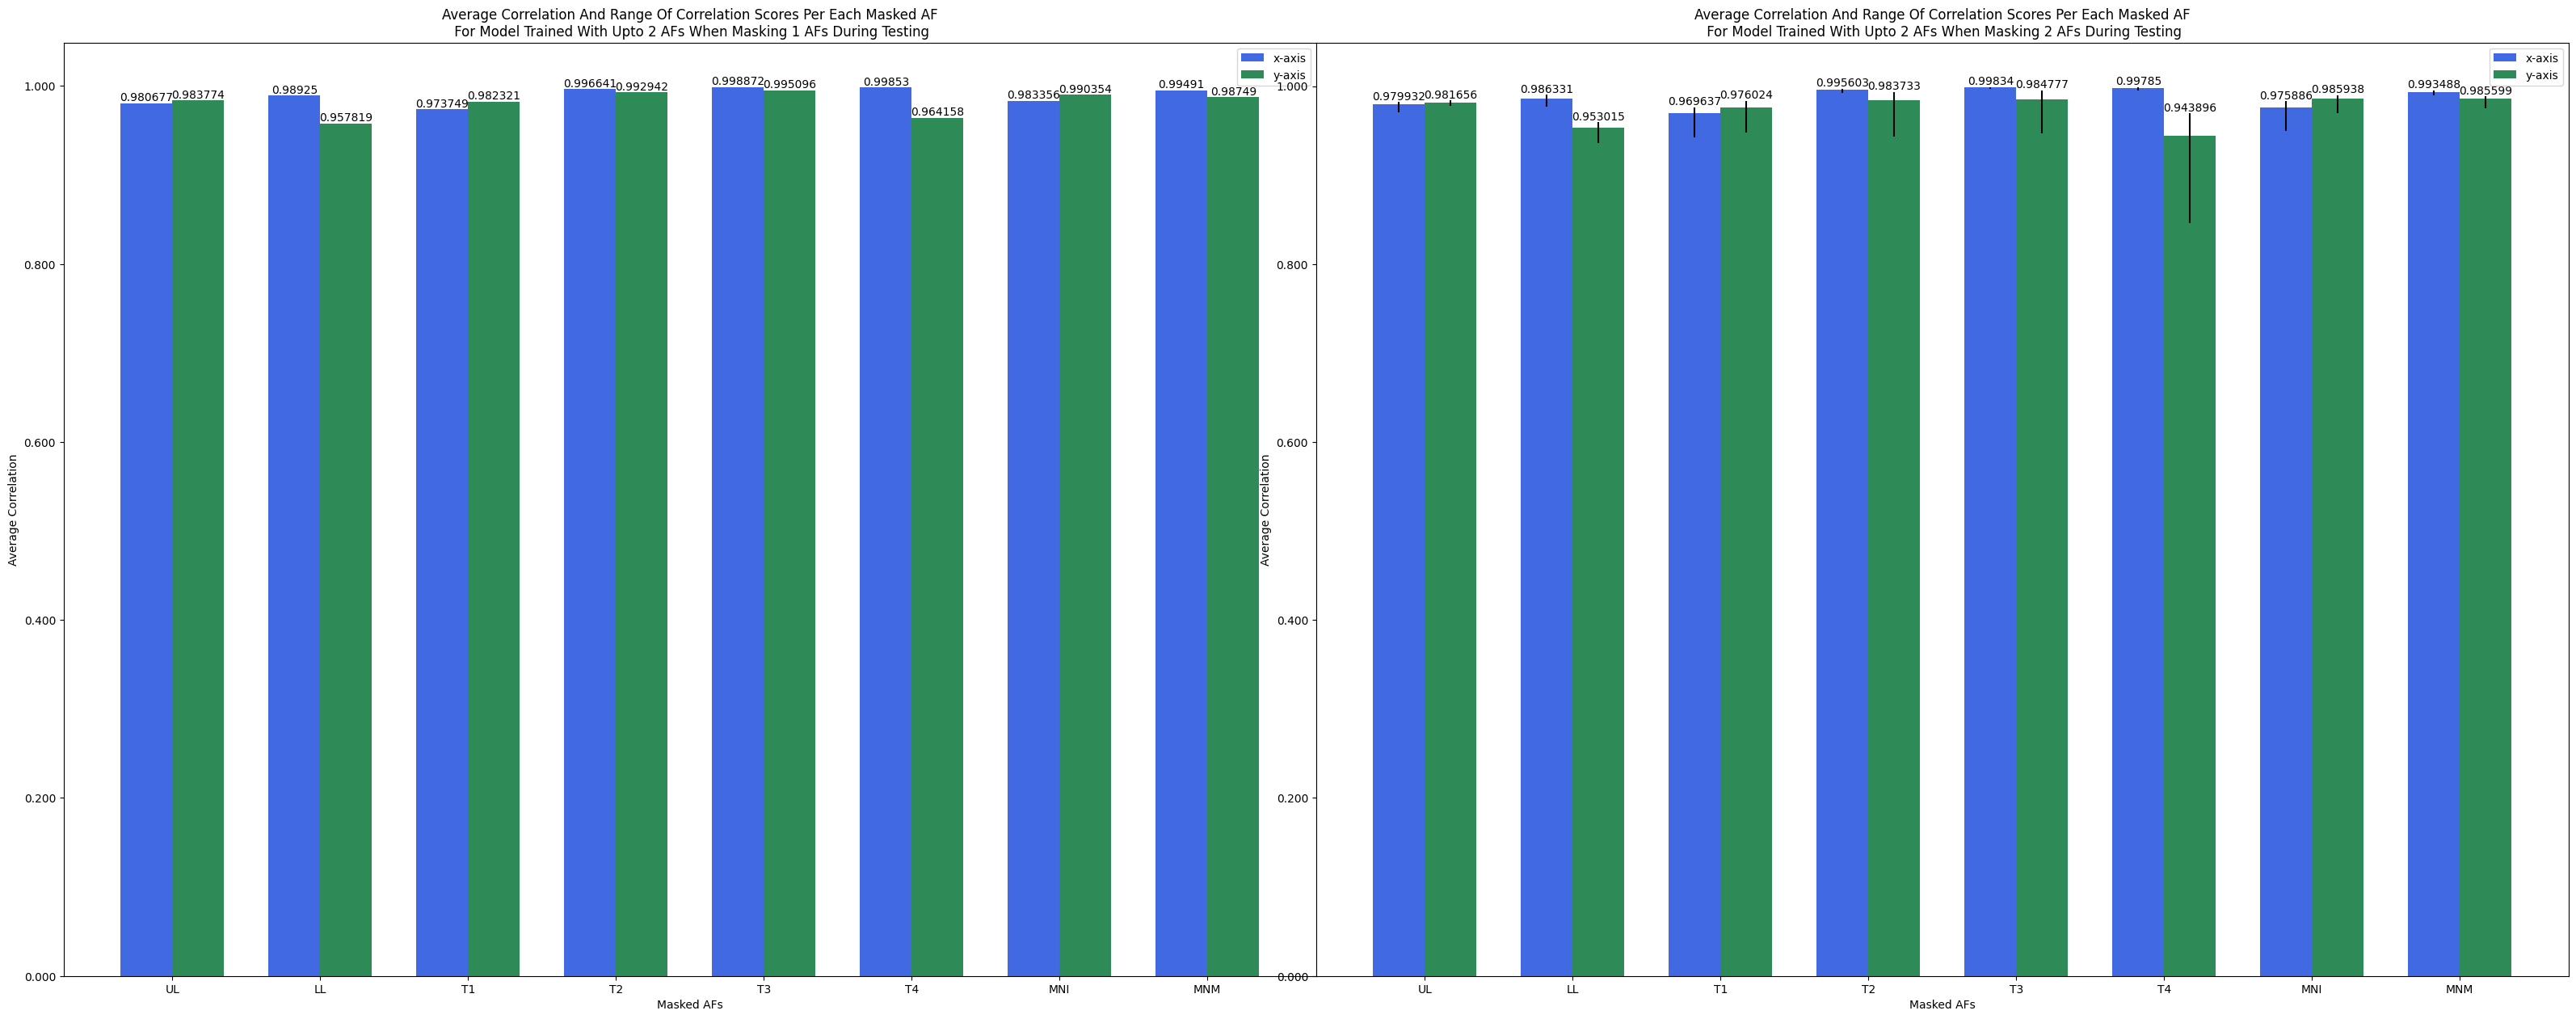 Average Correlation And Range Of Correlation Scores Per Each Masked AF
For Model Trained With Upto 2 AFs When Masking 1 AFs During Testing
x-axis
y-axis
1.000
0.800
0.600
0.400
0.200
0.000
Average Correlation
0.980677
0.983774
0.98925
0.957819
0.973749
0.982321
0.996641
0.992942
0.998872
0.995096
0.99853
0.964158
0.983356
0.990354
0.99491
0.98749
UL
LL
T1
T2
T3
T4
MNI
MNM
Masked AFs
Average Correlation And Range Of Correlation Scores Per Each Masked AF
For Model Trained With Upto 2 AFs When Masking 2 AFs During Testing
x-axis
y-axis
1.000
0.800
0.600
0.400
0.200
0.000
Average Correlation
0.979932
0.981656
0.986331
0.953015
0.969637
0.976024
0.995603
0.983733
0.99834
0.984777
0.99785
0.943896
0.975886
0.985938
0.993488
0.985599
UL
LL
T1
T2
T3
T4
MNI
MNM
Masked AFs